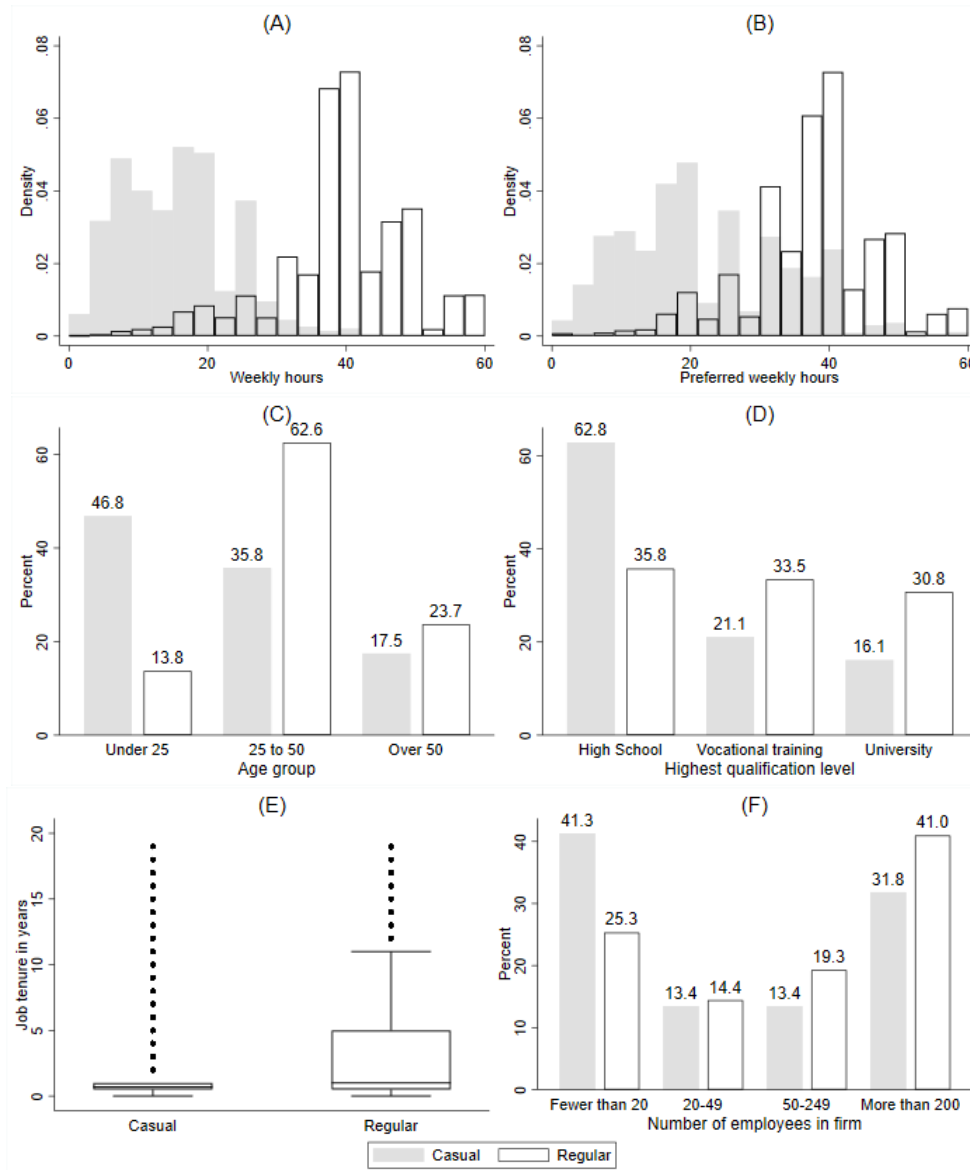 (A)
.08
.06
.04
.02
0
Density
0 20 40 60
Weekly hours
(B)
.08
.06
.04
.02
0
Density
0 20 40 60
Preferred weekly hours
(C)
60
40
20
0
Percent
46.8
13.8
35.8
62.6
17.5
23.7
Under 25 25 to 50 Over 50
Age group
(D)
60
40
20
0
Percent
62.8
35.8
21.1
33.5
16.1
30.8
High School Vocational training University
Highest qualification level
(E)
20
15
10
5
0
Job tenure in years
Casual Regular
(F)
40
30
20
10
0
Percent
41.3
25.3
13.4
14.4
13.4
19.3
31.8
41.0
Fewer than 20 20-49 50-249 More than 200
Number of employees in firm
Casual Regular